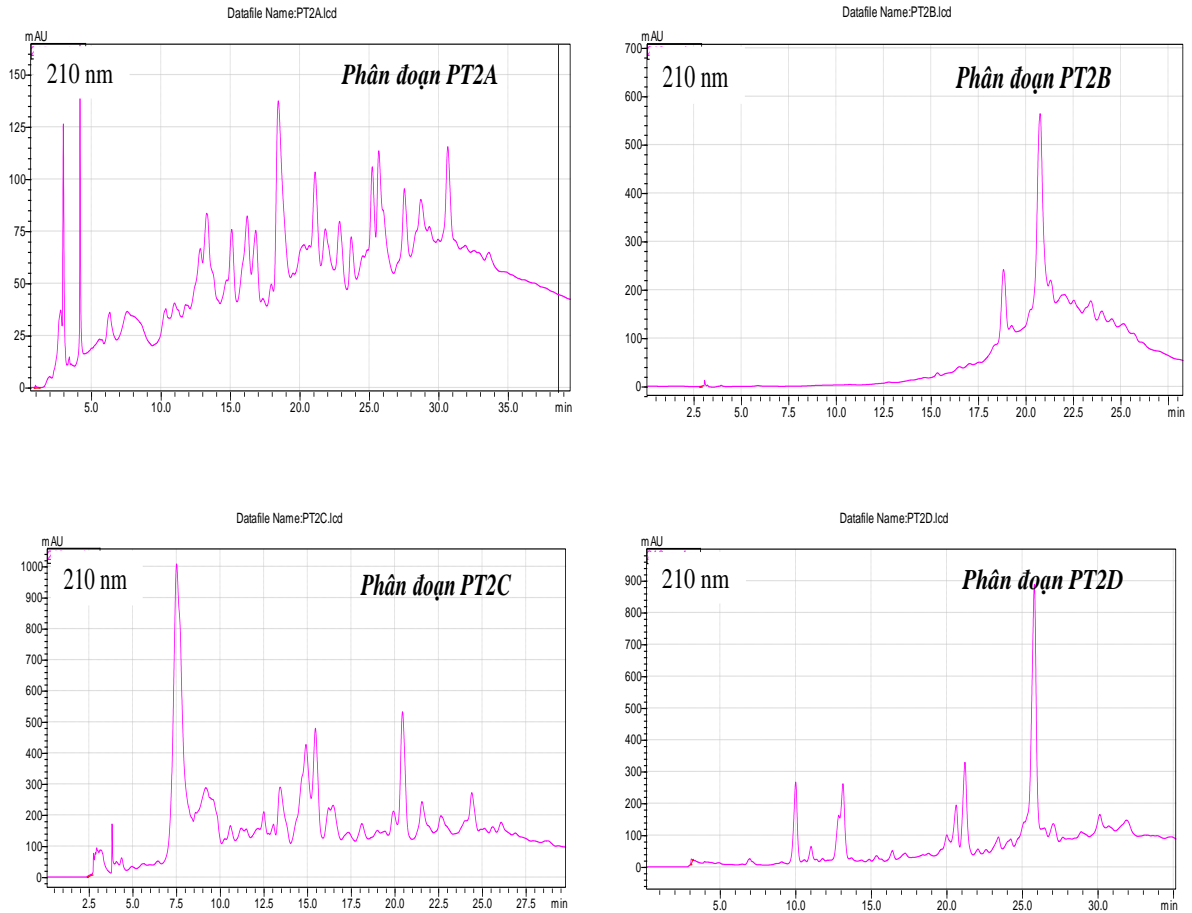 Datafile Name:PT2A.lcd
mAU
210 nm
Phân đoạn PT2A
150
125
100
75
50
25
0
5.0 10.0 15.0 20.0 25.0 30.0 35.0 min
Datafile Name:PT2B.lcd
mAU
210 nm
Phân đoạn PT2B
700
600
500
400
300
200
100
0
2.5 5.0 7.5 10.0 12.5 15.0 17.5 20.0 22.5 25.0 min
Datafile Name:PT2C.lcd
mAU
210 nm
Phân đoạn PT2C
1000
900
800
700
600
500
400
300
200
100
0
2.5 5.0 7.5 10.0 12.5 15.0 17.5 20.0 22.5 25.0 27.5 min
Datafile Name:PT2D.lcd
mAU
210 nm
Phân đoạn PT2D
900
800
700
600
500
400
300
200
100
0
5.0 10.0 15.0 20.0 25.0 30.0 min